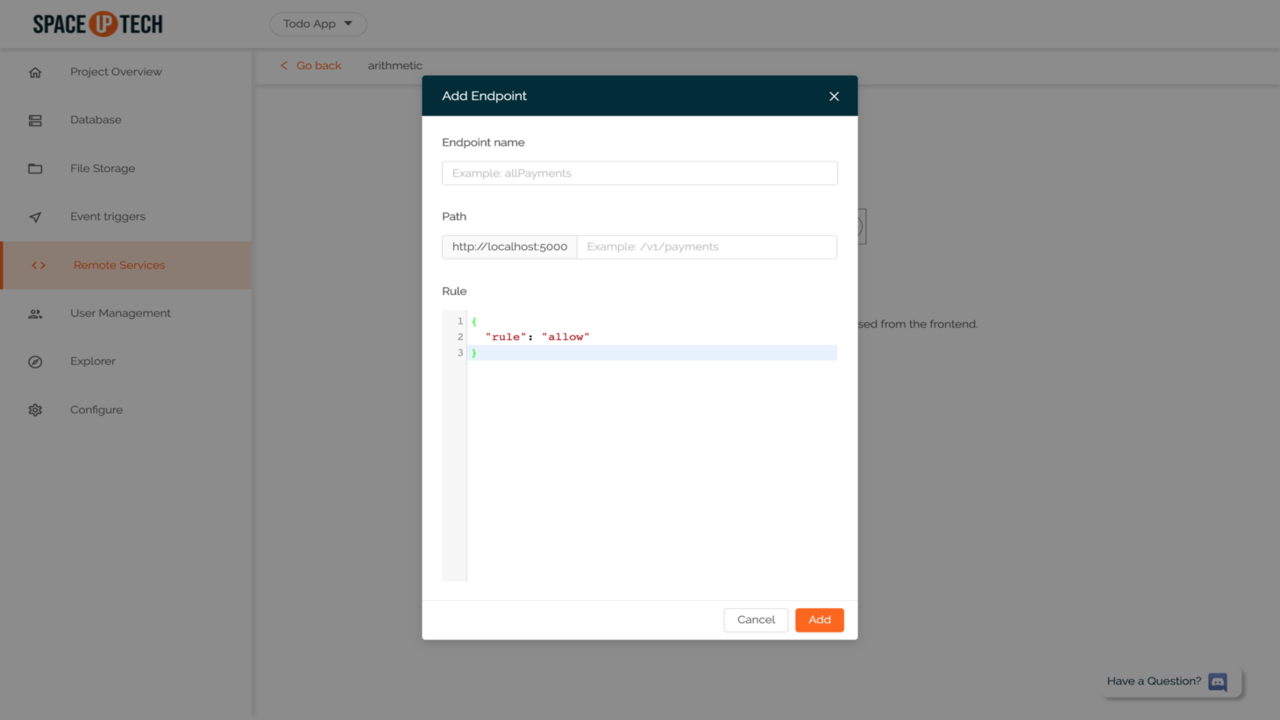 SPACE UP TECH
Todo App
Project Overview
Database
File Storage
Event triggers
Remote Services
User Management
Explorer
Configure
Go back arithmetic
Add Endpoint
Endpoint name
Example: allPayments
Path
http://localhost:5000 Example: /v1/payments
Rule
1 {
2 "rule": "allow"
3 }
sed from the frontend.
Cancel Add
Have a Question?